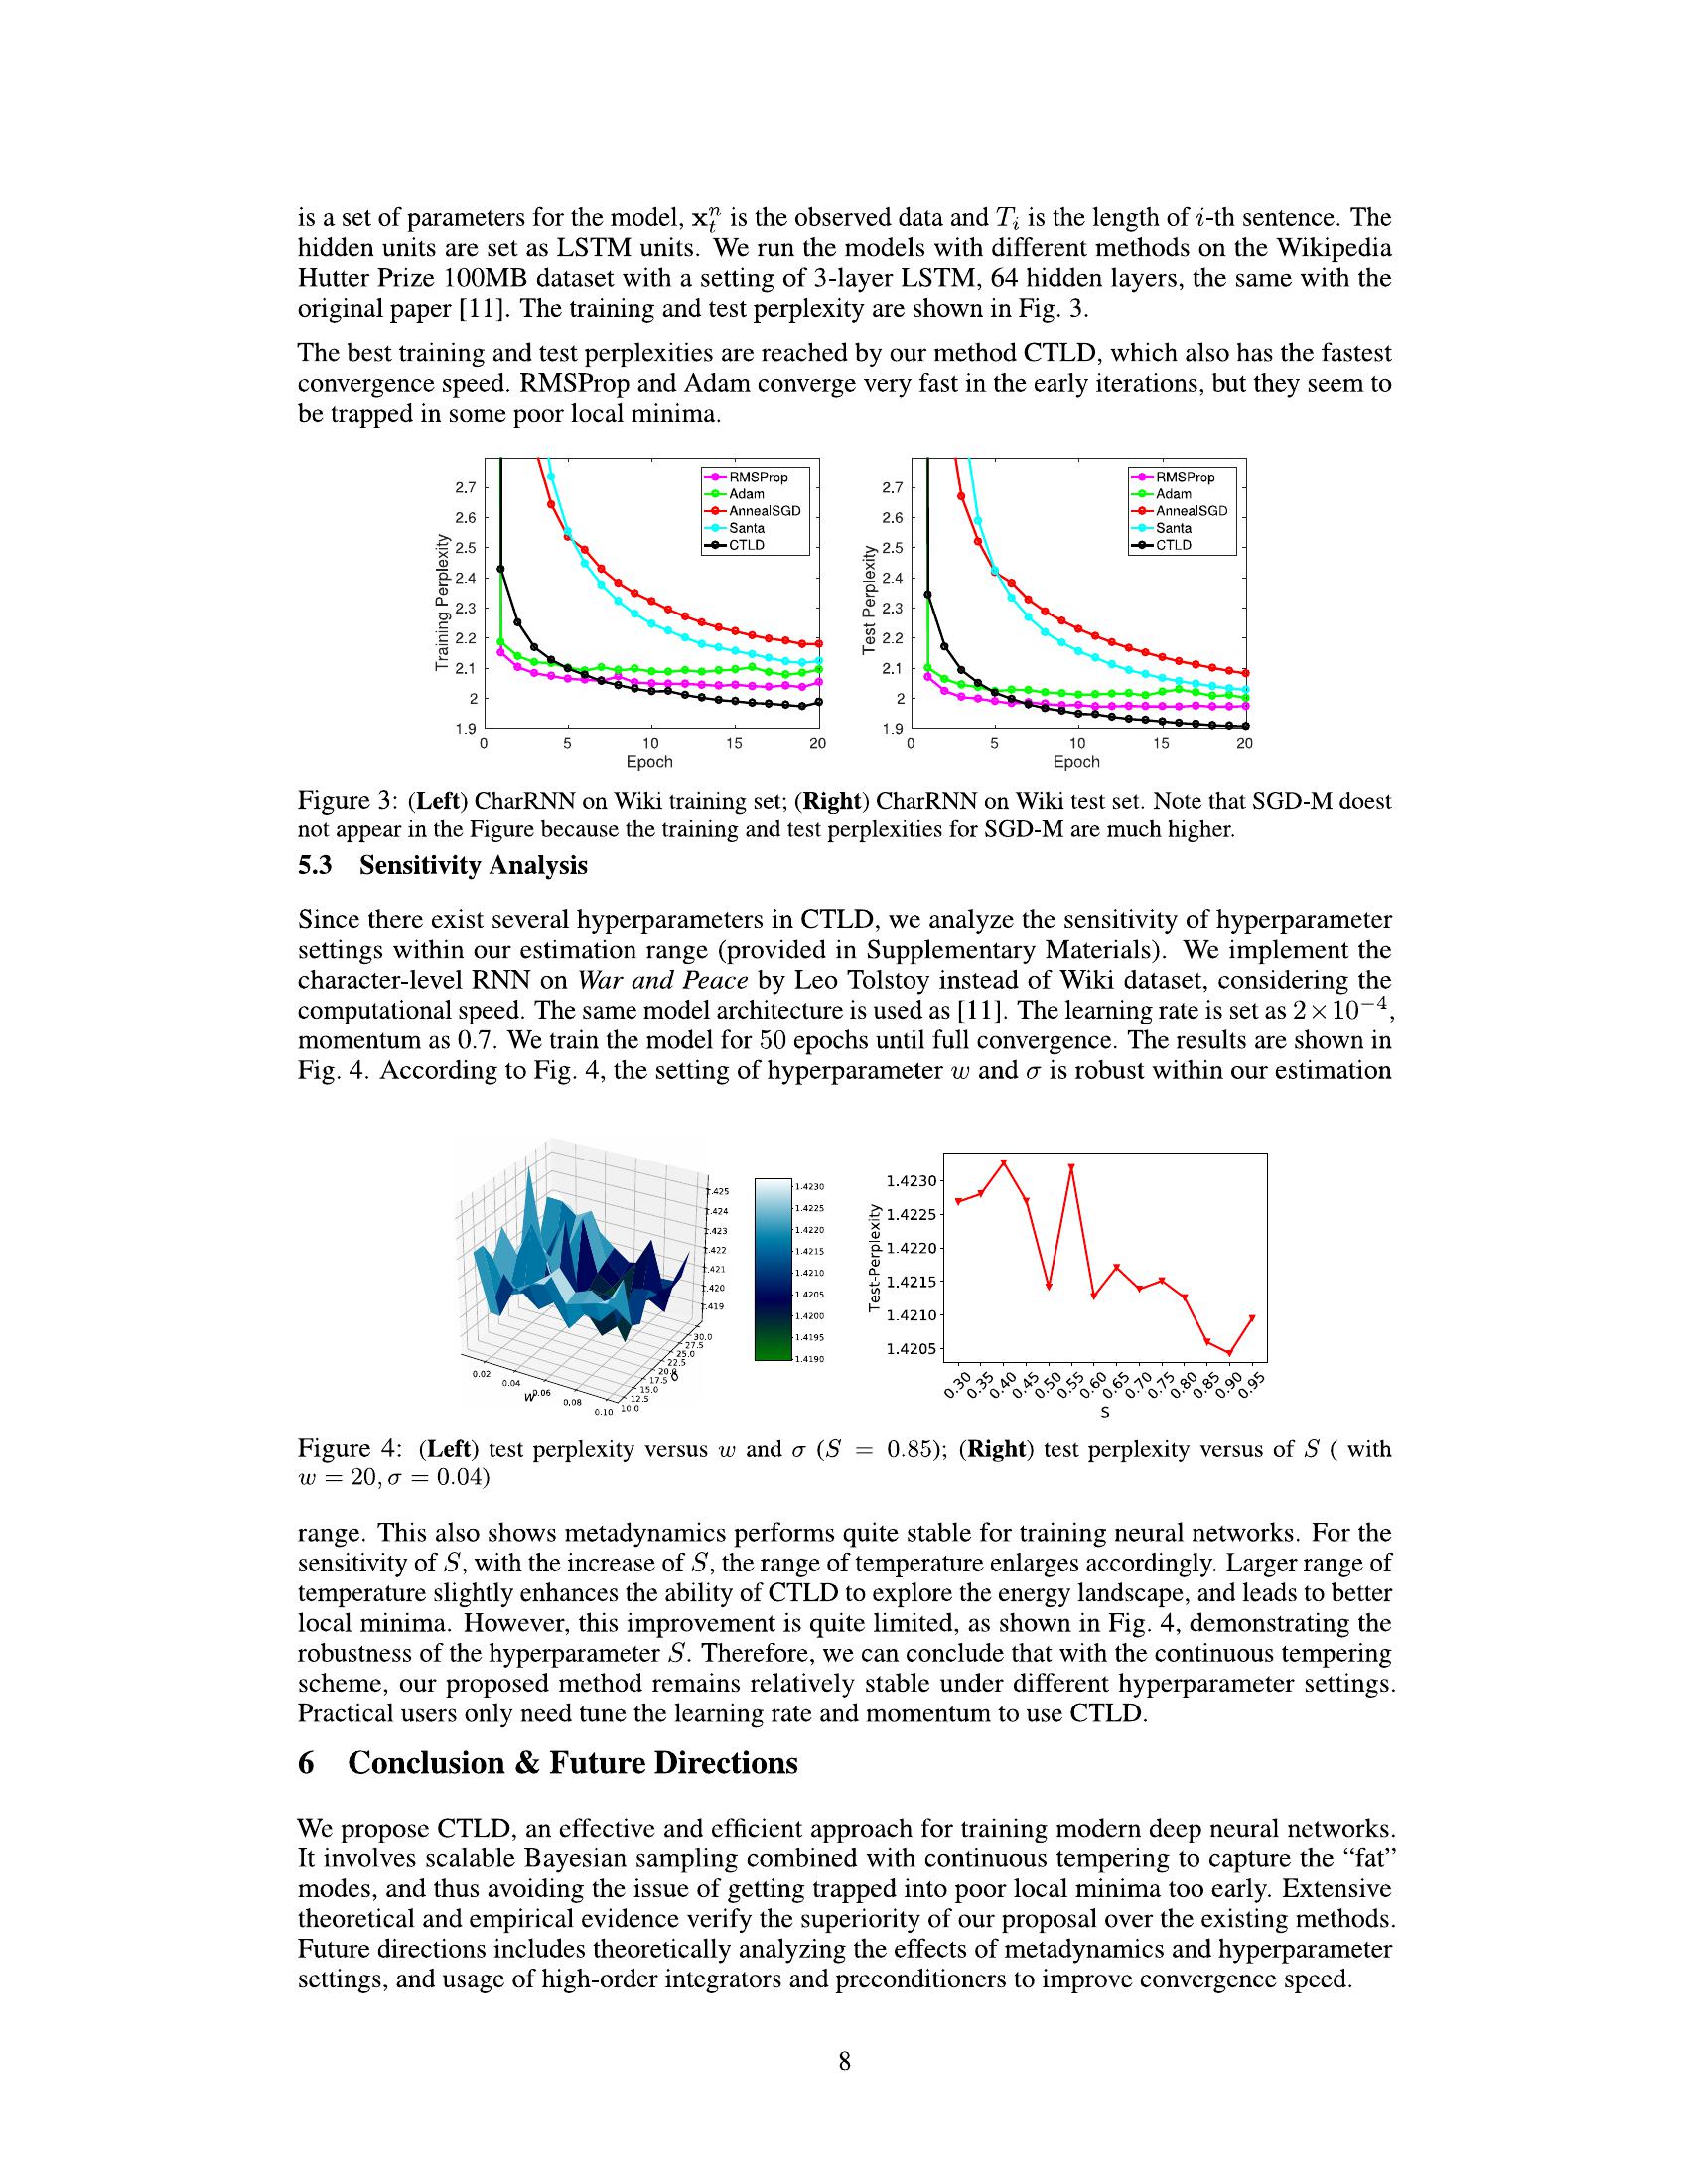 is a set of parameters for the model, x_t^n is the observed data and T_i is the length of i-th sentence. The
hidden units are set as LSTM units. We run the models with different methods on the Wikipedia
Hutter Prize 100MB dataset with a setting of 3-layer LSTM, 64 hidden layers, the same with the
original paper [11]. The training and test perplexity are shown in Fig. 3.
The best training and test perplexities are reached by our method CTLD, which also has the fastest
convergence speed. RMSProp and Adam converge very fast in the early iterations, but they seem to
be trapped in some poor local minima.
Training Perplexity
2.7
2.6
2.5
2.4
2.3
2.2
2.1
2
1.9
0 5 10 15 20
Epoch
RMSProp
Adam
AnnealSGD
Santa
CTLD
Test Perplexity
2.7
2.6
2.5
2.4
2.3
2.2
2.1
2
1.9
0 5 10 15 20
Epoch
RMSProp
Adam
AnnealSGD
Santa
CTLD
Figure 3: (Left) CharRNN on Wiki training set; (Right) CharRNN on Wiki test set. Note that SGD-M doest
not appear in the Figure because the training and test perplexities for SGD-M are much higher.
5.3 Sensitivity Analysis
Since there exist several hyperparameters in CTLD, we analyze the sensitivity of hyperparameter
settings within our estimation range (provided in Supplementary Materials). We implement the
character-level RNN on War and Peace by Leo Tolstoy instead of Wiki dataset, considering the
computational speed. The same model architecture is used as [11]. The learning rate is set as 2×10⁻⁴,
momentum as 0.7. We train the model for 50 epochs until full convergence. The results are shown in
Fig. 4. According to Fig. 4, the setting of hyperparameter w and σ is robust within our estimation
1.425
1.424
1.423
1.422
1.421
1.420
1.419
30.0
27.5
25.0
22.5
20.0
17.5
15.0
12.5
10.0
σ
0.02
0.04
0.06
0.08
0.10
w
1.4230
1.4225
1.4220
1.4215
1.4210
1.4205
1.4200
1.4195
1.4190
Test-Perplexity
1.4230
1.4225
1.4220
1.4215
1.4210
1.4205
0.30 0.35 0.40 0.45 0.50 0.55 0.60 0.65 0.70 0.75 0.80 0.85 0.90 0.95
S
Figure 4: (Left) test perplexity versus w and σ (S = 0.85); (Right) test perplexity versus of S ( with
w = 20, σ = 0.04)
range. This also shows metadynamics performs quite stable for training neural networks. For the
sensitivity of S, with the increase of S, the range of temperature enlarges accordingly. Larger range of
temperature slightly enhances the ability of CTLD to explore the energy landscape, and leads to better
local minima. However, this improvement is quite limited, as shown in Fig. 4, demonstrating the
robustness of the hyperparameter S. Therefore, we can conclude that with the continuous tempering
scheme, our proposed method remains relatively stable under different hyperparameter settings.
Practical users only need tune the learning rate and momentum to use CTLD.
6 Conclusion & Future Directions
We propose CTLD, an effective and efficient approach for training modern deep neural networks.
It involves scalable Bayesian sampling combined with continuous tempering to capture the “fat”
modes, and thus avoiding the issue of getting trapped into poor local minima too early. Extensive
theoretical and empirical evidence verify the superiority of our proposal over the existing methods.
Future directions includes theoretically analyzing the effects of metadynamics and hyperparameter
settings, and usage of high-order integrators and preconditioners to improve convergence speed.
8